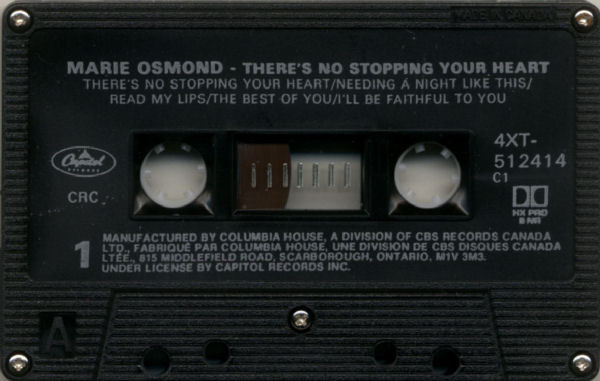 MADE IN CANADA
MARIE OSMOND - THERE'S NO STOPPING YOUR HEART
THERE'S NO STOPPING YOUR HEART/NEEDING A NIGHT LIKE THIS/
READ MY LIPS/THE BEST OF YOU/I'LL BE FAITHFUL TO YOU
Capitol
RECORDS
CRC
4XT-
512414
C1
HX PRO
B NR
1
MANUFACTURED BY COLUMBIA HOUSE, A DIVISION OF CBS RECORDS CANADA
LTD., FABRIQUÉ PAR COLUMBIA HOUSE, UNE DIVISION DE CBS DISQUES CANADA
LTÉE., 815 MIDDLEFIELD ROAD, SCARBOROUGH, ONTARIO, M1V 3M3.
UNDER LICENSE BY CAPITOL RECORDS INC.
A